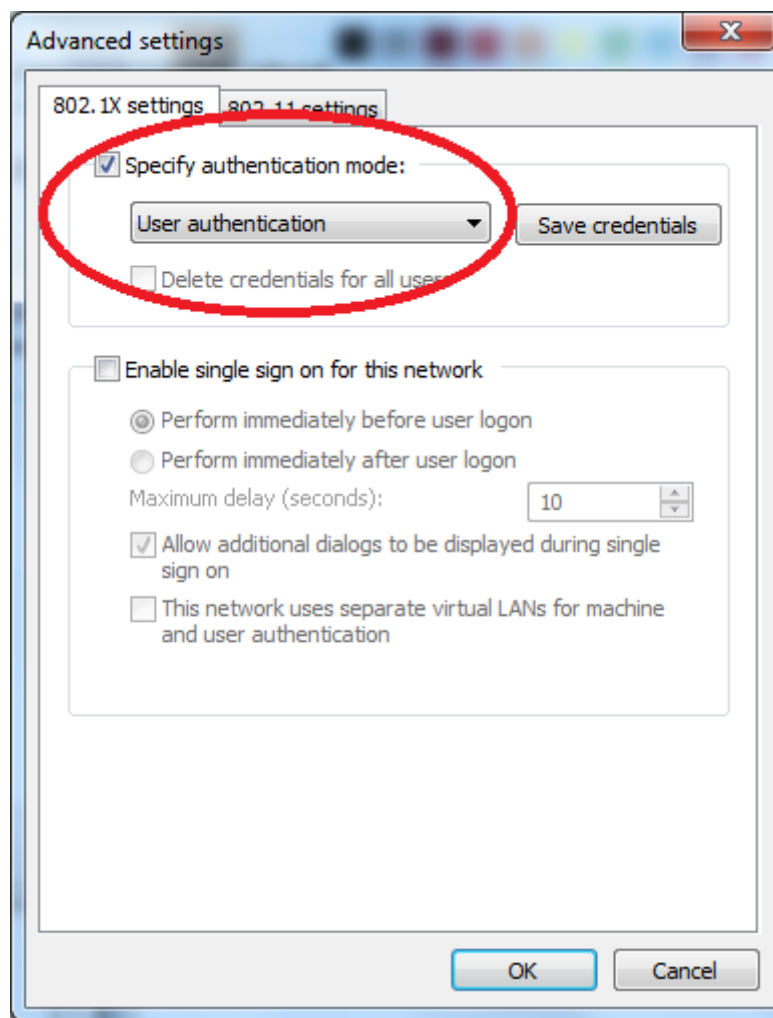 Advanced settings
802.1X settings
802.11 settings
Specify authentication mode:
User authentication
Save credentials
Delete credentials for all users
Enable single sign on for this network
Perform immediately before user logon
Perform immediately after user logon
Maximum delay (seconds):
10
Allow additional dialogs to be displayed during single
sign on
This network uses separate virtual LANs for machine
and user authentication
OK
Cancel